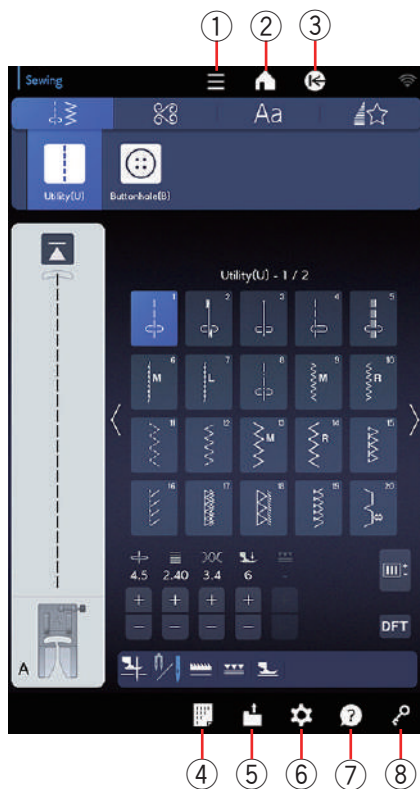 ① ② ③
Sewing
Aa
Utility(U) Buttonhole(B)
Utility(U) - 1 / 2
1 2 3 4 5
M L M R
6 7 8 9 10
M R
11 12 13 14 15
16 17 18 19 20
4.5 2.40 3.4 6 -
+ + + +
− − − −
DFT
A
?
④ ⑤ ⑥ ⑦ ⑧